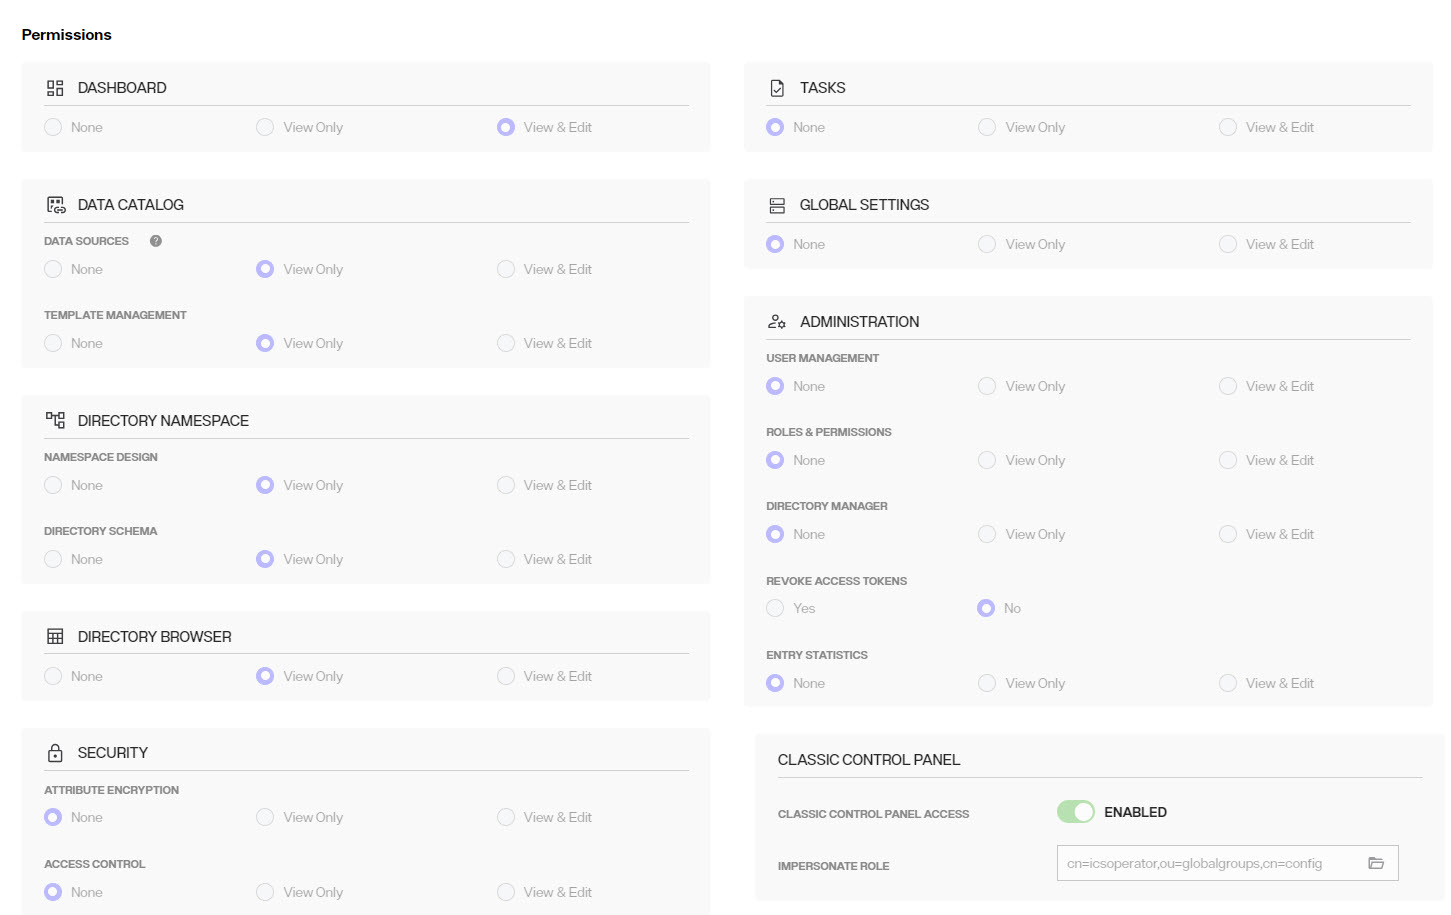 Permissions
DASHBOARD
None View Only View & Edit
DATA CATALOG
DATA SOURCES ?
None View Only View & Edit
TEMPLATE MANAGEMENT
None View Only View & Edit
DIRECTORY NAMESPACE
NAMESPACE DESIGN
None View Only View & Edit
DIRECTORY SCHEMA
None View Only View & Edit
DIRECTORY BROWSER
None View Only View & Edit
SECURITY
ATTRIBUTE ENCRYPTION
None View Only View & Edit
ACCESS CONTROL
None View Only View & Edit
TASKS
None View Only View & Edit
GLOBAL SETTINGS
None View Only View & Edit
ADMINISTRATION
USER MANAGEMENT
None View Only View & Edit
ROLES & PERMISSIONS
None View Only View & Edit
DIRECTORY MANAGER
None View Only View & Edit
REVOKE ACCESS TOKENS
Yes No
ENTRY STATISTICS
None View Only View & Edit
CLASSIC CONTROL PANEL
CLASSIC CONTROL PANEL ACCESS ENABLED
IMPERSONATE ROLE cn=icsoperator,ou=globalgroups,cn=config